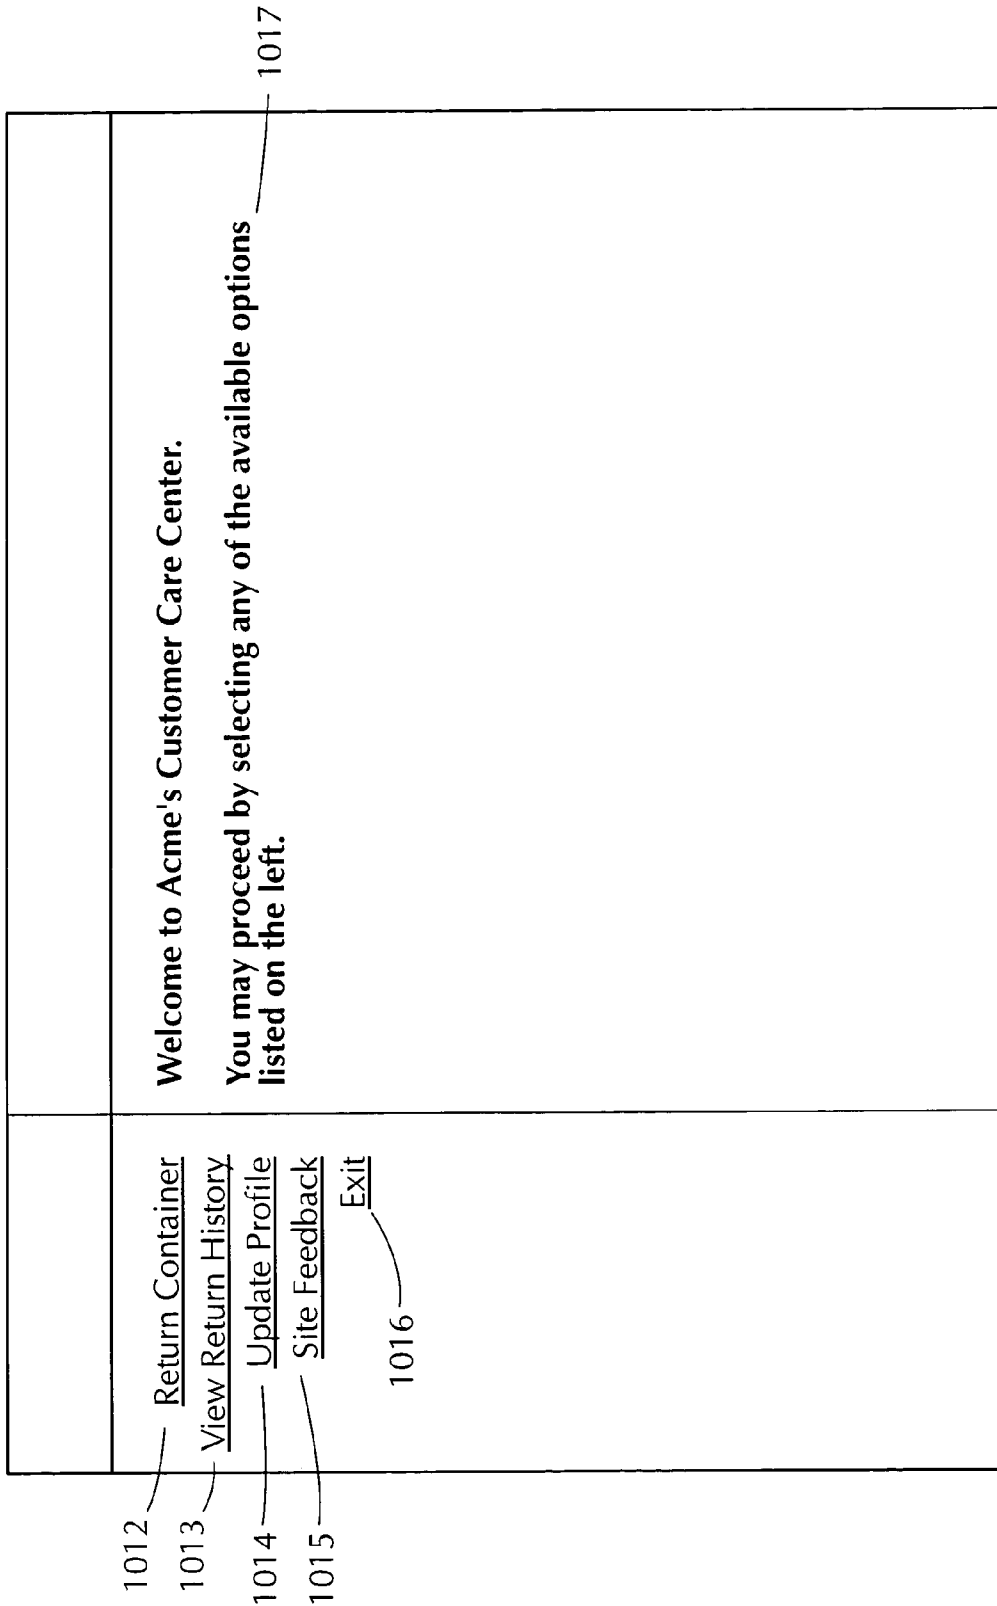 1012
Return Container
1013
View Return History
1014
Update Profile
1015
Site Feedback
Exit
1016
Welcome to Acme's Customer Care Center.
You may proceed by selecting any of the available options
listed on the left.
1017